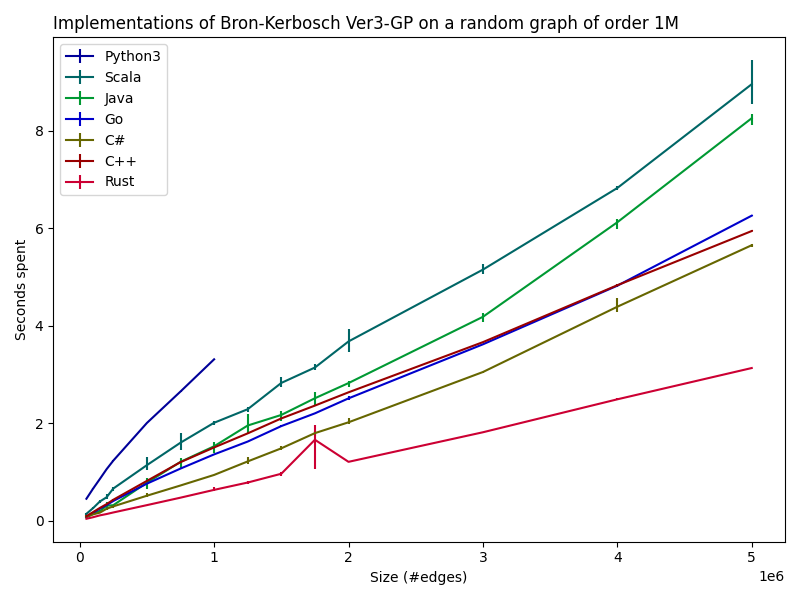 Implementations of Bron-Kerbosch Ver3-GP on a random graph of order 1M
Python3
Scala
Java
Go
C#
C++
Rust
Seconds spent
8
6
4
2
0
0 1 2 3 4 5
1e6
Size (#edges)